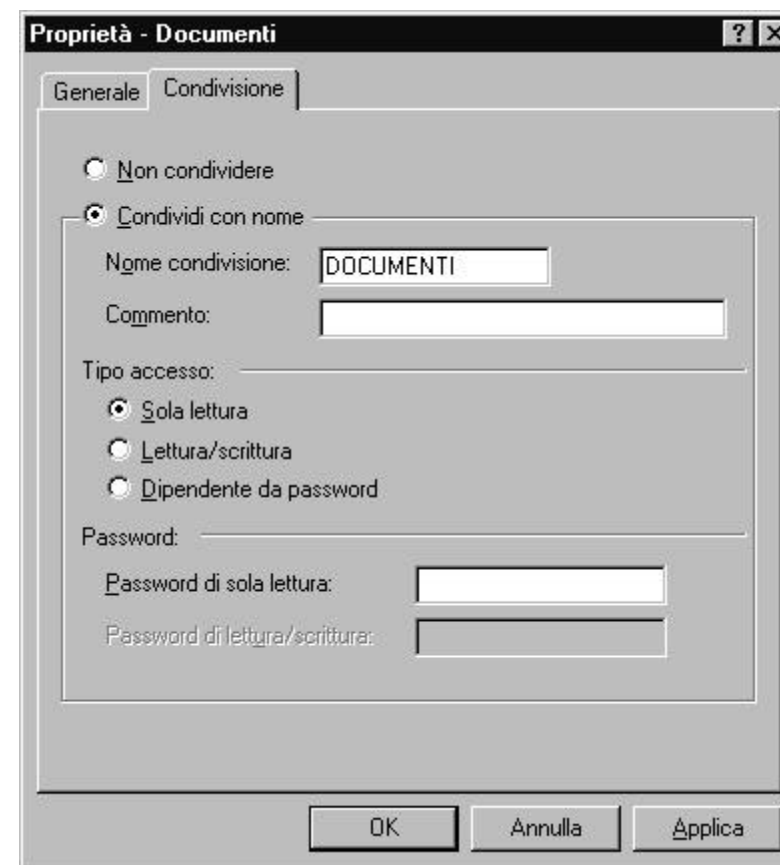 Proprietà - Documenti
Generale Condivisione
Non condividere
Condividi con nome
Nome condivisione: DOCUMENTI
Commento:
Tipo accesso:
Sola lettura
Lettura/scrittura
Dipendente da password
Password:
Password di sola lettura:
Password di lettura/scrittura:
OK Annulla Applica